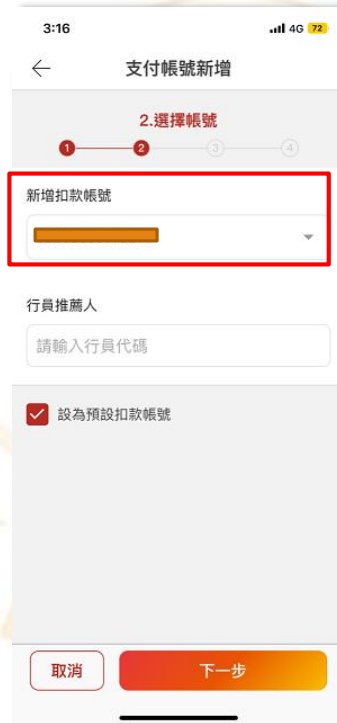 3:16 4G 72
支付帳號新增
2.選擇帳號
1 2 3 4
新增扣款帳號
行員推薦人
請輸入行員代碼
設為預設扣款帳號
取消 下一步